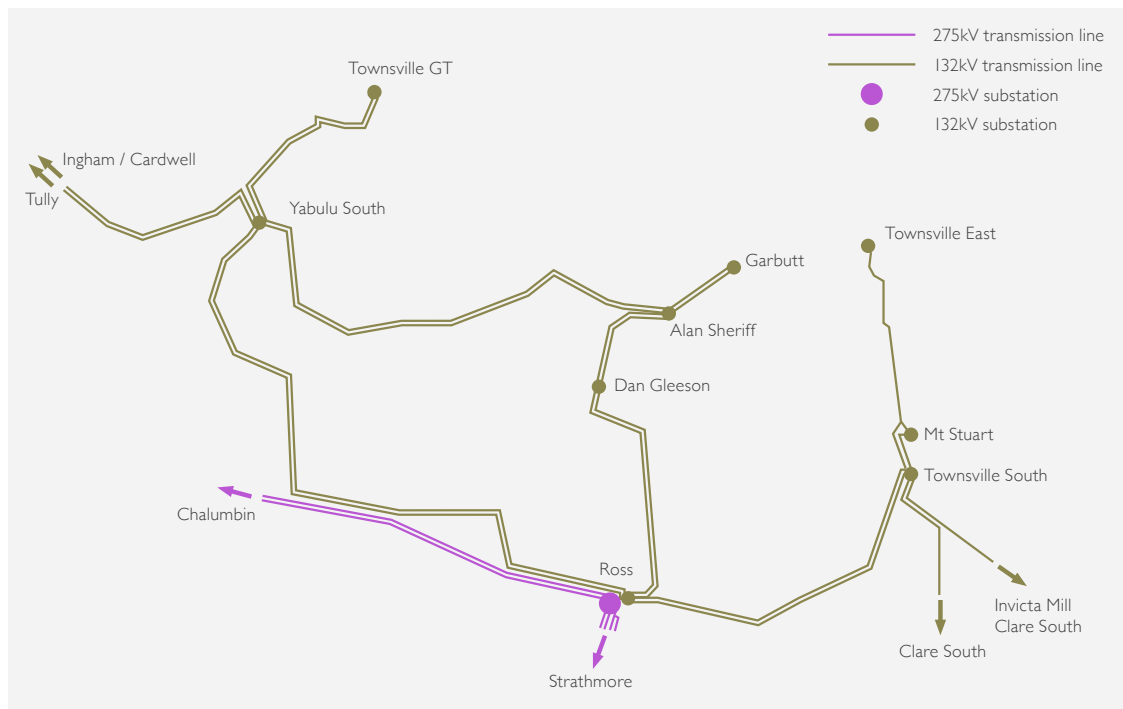 275kV transmission line
132kV transmission line
275kV substation
132kV substation
Townsville GT
Ingham / Cardwell
Tully
Yabulu South
Townsville East
Garbutt
Alan Sheriff
Dan Gleeson
Mt Stuart
Townsville South
Chalumbin
Ross
Invicta Mill
Clare South
Clare South
Strathmore